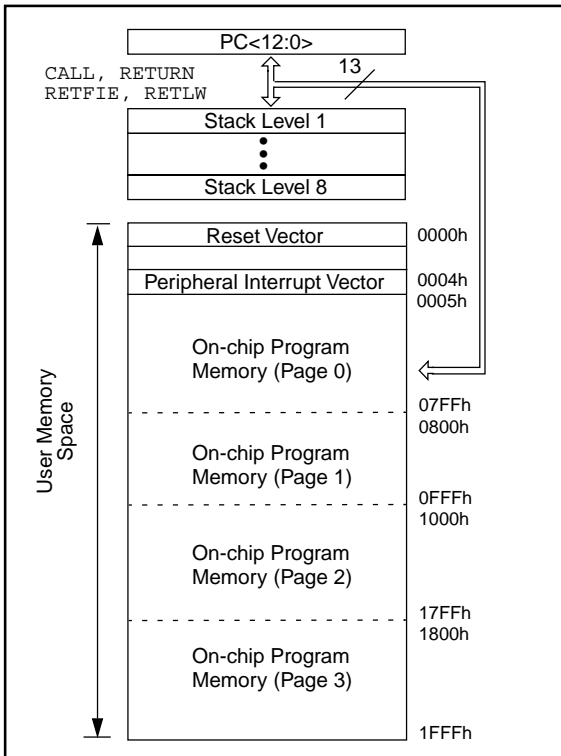 PC<12:0>
CALL, RETURN
RETFIE, RETLW
13
Stack Level 1
Stack Level 8
Reset Vector
0000h
Peripheral Interrupt Vector
0004h
0005h
On-chip Program
Memory (Page 0)
07FFh
0800h
User Memory
Space
On-chip Program
Memory (Page 1)
0FFFh
1000h
On-chip Program
Memory (Page 2)
17FFh
1800h
On-chip Program
Memory (Page 3)
1FFFh